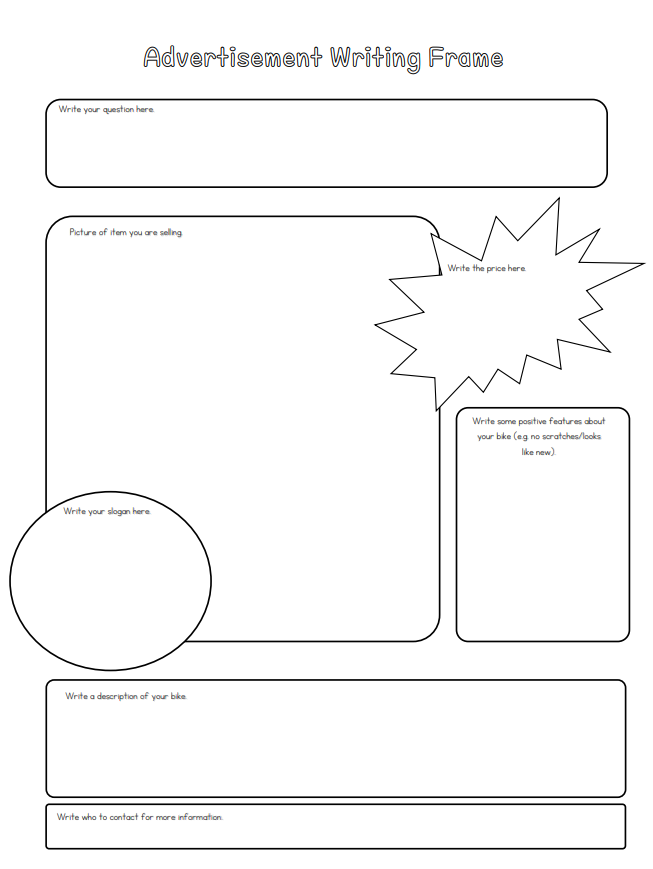 Advertisement Writing Frame
Write your question here.
Picture of item you are selling.
Write the price here.
Write some positive features about
your bike (e.g. no scratches/looks
like new).
Write your slogan here.
Write a description of your bike.
Write who to contact for more information.